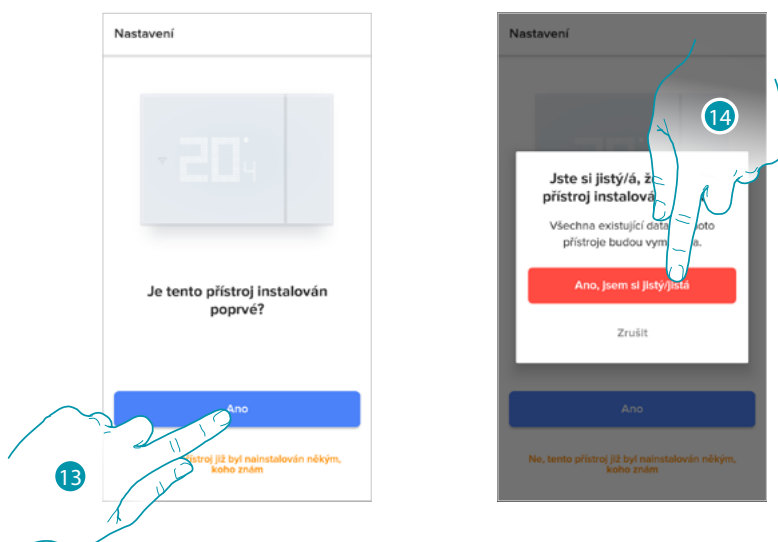 Nastavení
20.4
Je tento přístroj instalován
poprvé?
Ano
přístroj již byl nainstalován někým,
koho znám
13
Nastavení
14
Jste si jistý/á,
přístroj
Všechna existující data
přístroje budou
Ano, jsem si jistý/jistá
Zrušit
Ano
Ne, tento přístroj již byl nainstalován někým,
koho znám